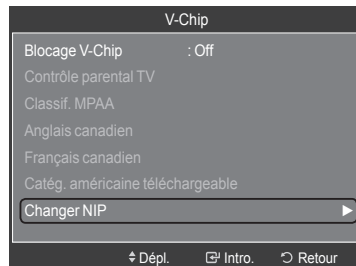 V-Chip
Blocage V-Chip : Off
Contrôle parental TV
Classif. MPAA
Anglais canadien
Français canadien
Catég. américaine téléchargeable
Changer NIP
Dépl. Intro. Retour